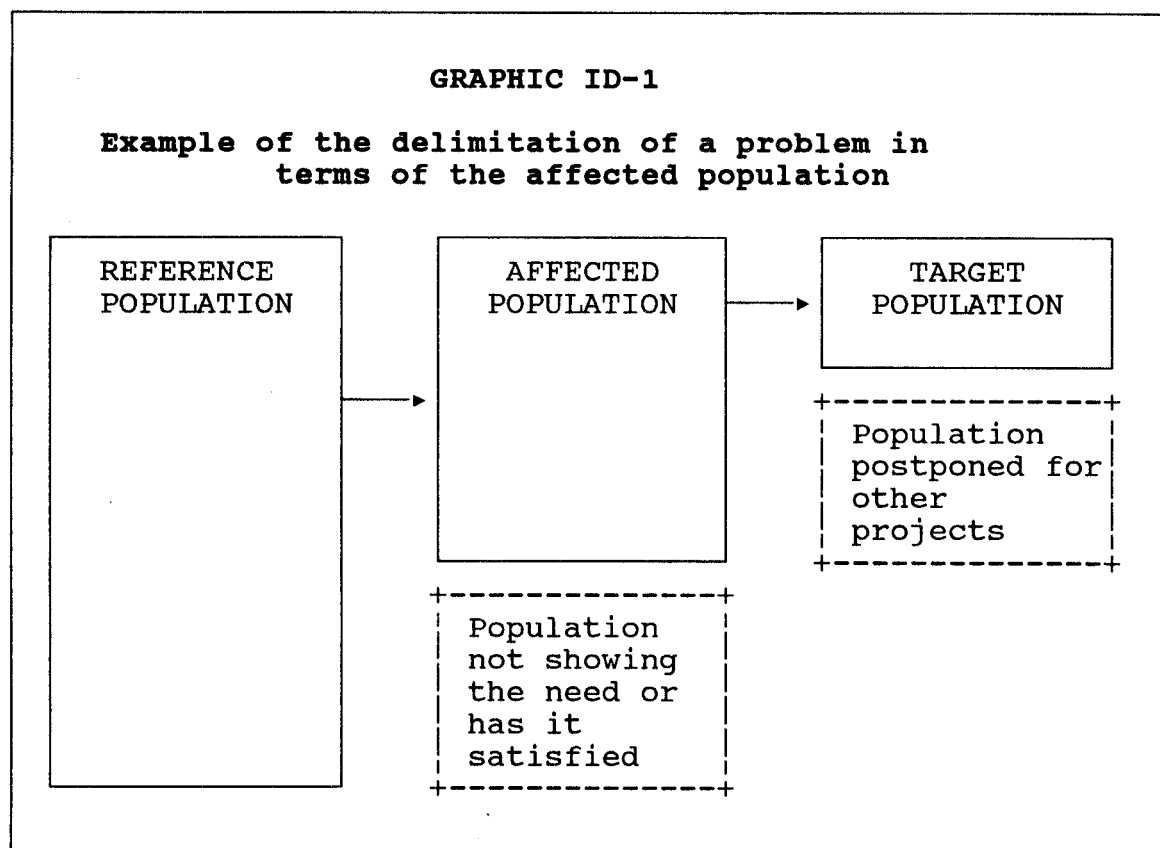 GRAPHIC ID-1
Example of the delimitation of a problem in
terms of the affected population
REFERENCE
POPULATION
AFFECTED
POPULATION
TARGET
POPULATION
Population
postponed for
other
projects
Population
not showing
the need or
has it
satisfied